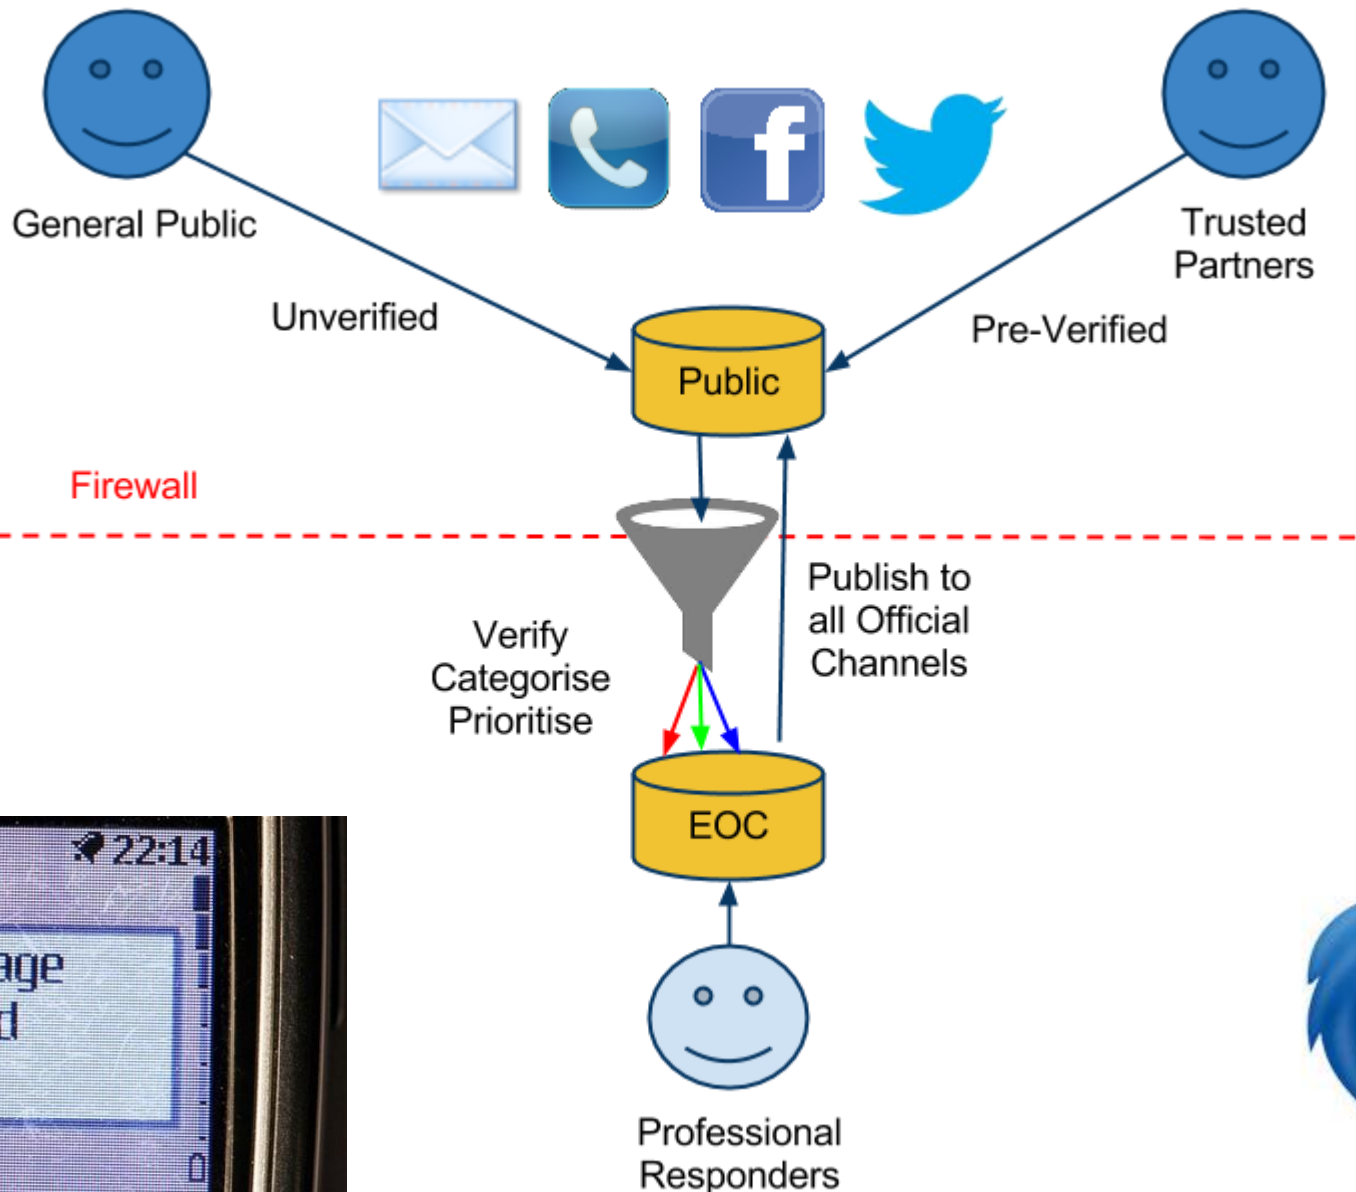 General Public
Trusted
Partners
Unverified
Pre-Verified
Public
Firewall
Publish to
all Official
Channels
Verify
Categorise
Prioritise
EOC
22:14
age
d
Professional
Responders